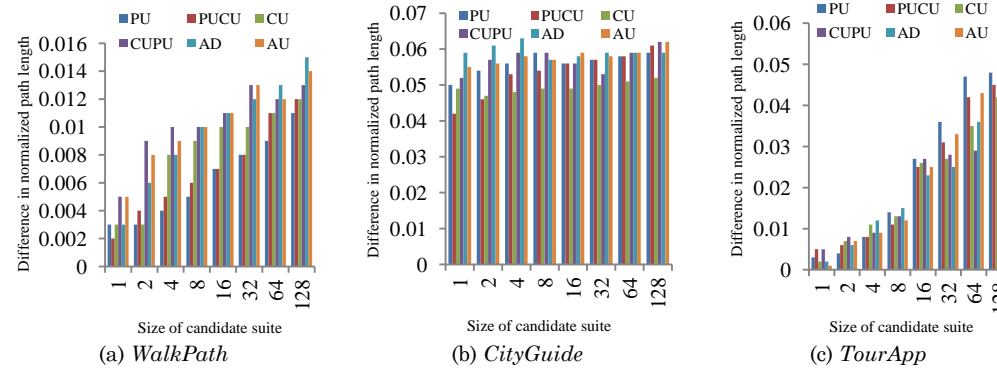 PU PUCU CU
CUPU AD AU
Difference in normalized path length
0.016
0.014
0.012
0.01
0.008
0.006
0.004
0.002
0
1 2 4 8 16 32 64 128
Size of candidate suite
(a) WalkPath
PU PUCU CU
CUPU AD AU
Difference in normalized path length
0.07
0.06
0.05
0.04
0.03
0.02
0.01
0
1 2 4 8 16 32 64 128
Size of candidate suite
(b) CityGuide
PU PUCU CU
CUPU AD AU
Difference in normalized path length
0.06
0.05
0.04
0.03
0.02
0.01
0
1 2 4 8 16 32 64 128
Size of candidate suite
(c) TourApp